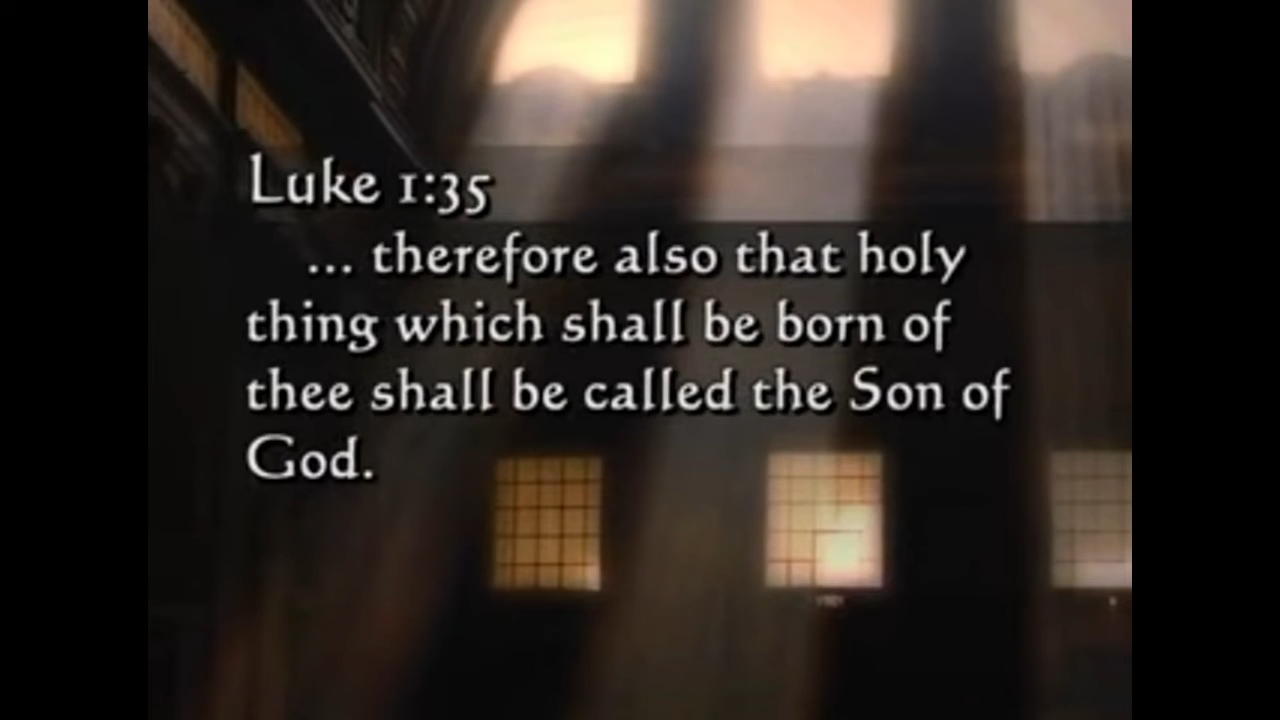 Luke 1:35
... therefore also that holy
thing which shall be born of
thee shall be called the Son of
God.